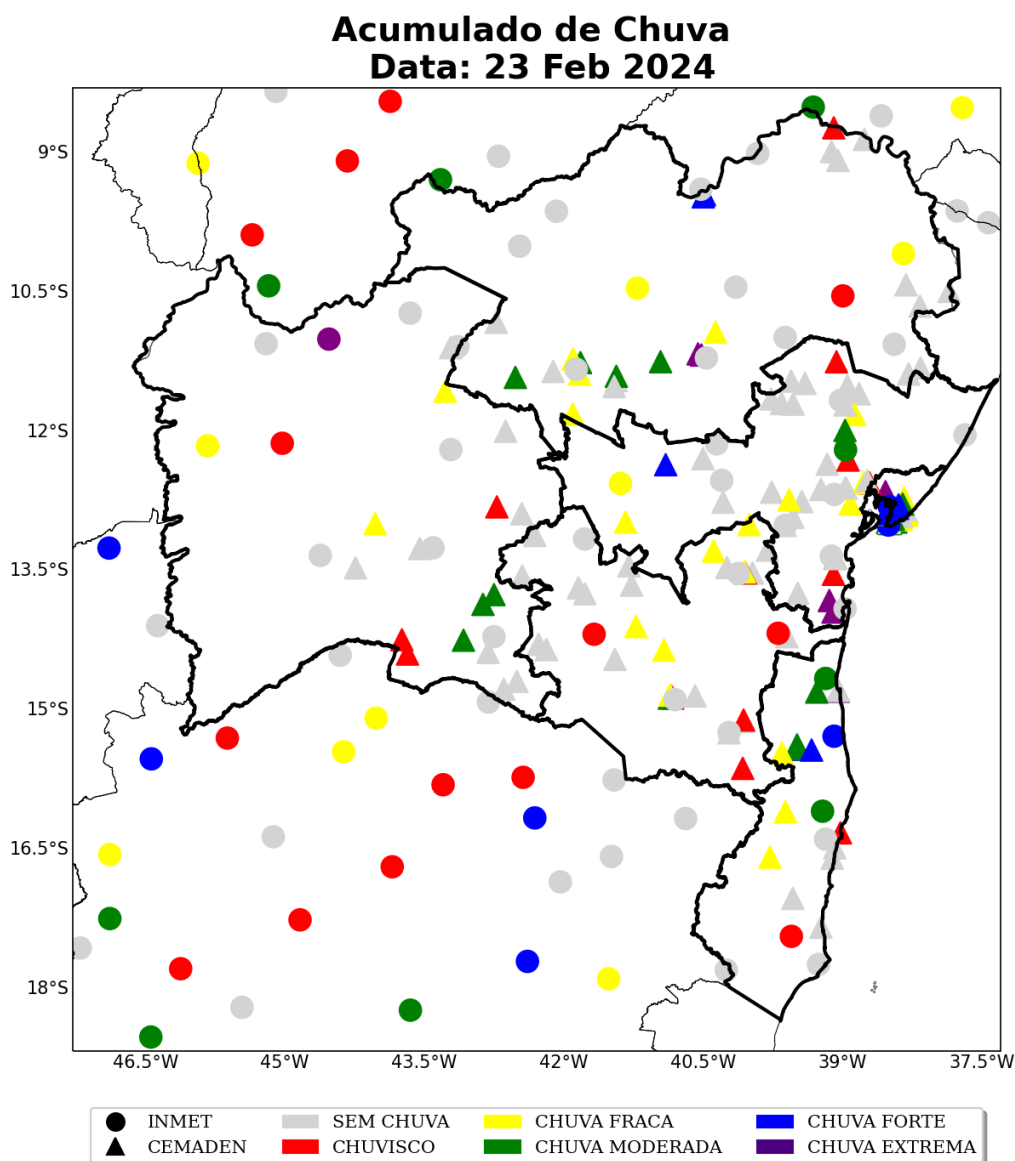 Acumulado de Chuva
Data: 23 Feb 2024
9°S
10.5°S
12°S
13.5°S
15°S
16.5°S
18°S
46.5°W 45°W 43.5°W 42°W 40.5°W 39°W 37.5°W
INMET SEM CHUVA CHUVA FRACA CHUVA FORTE
CEMADEN CHUVISCO CHUVA MODERADA CHUVA EXTREMA